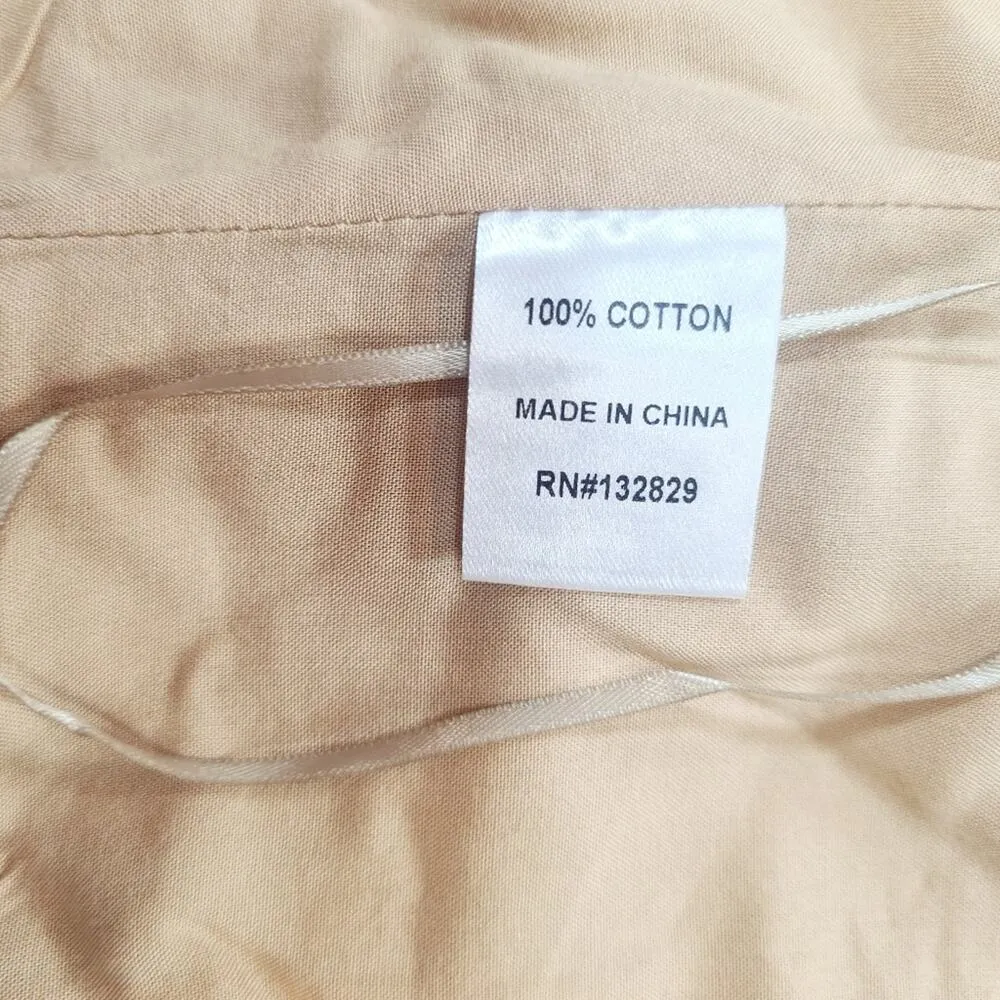 100% COTTON
MADE IN CHINA
RN#132829